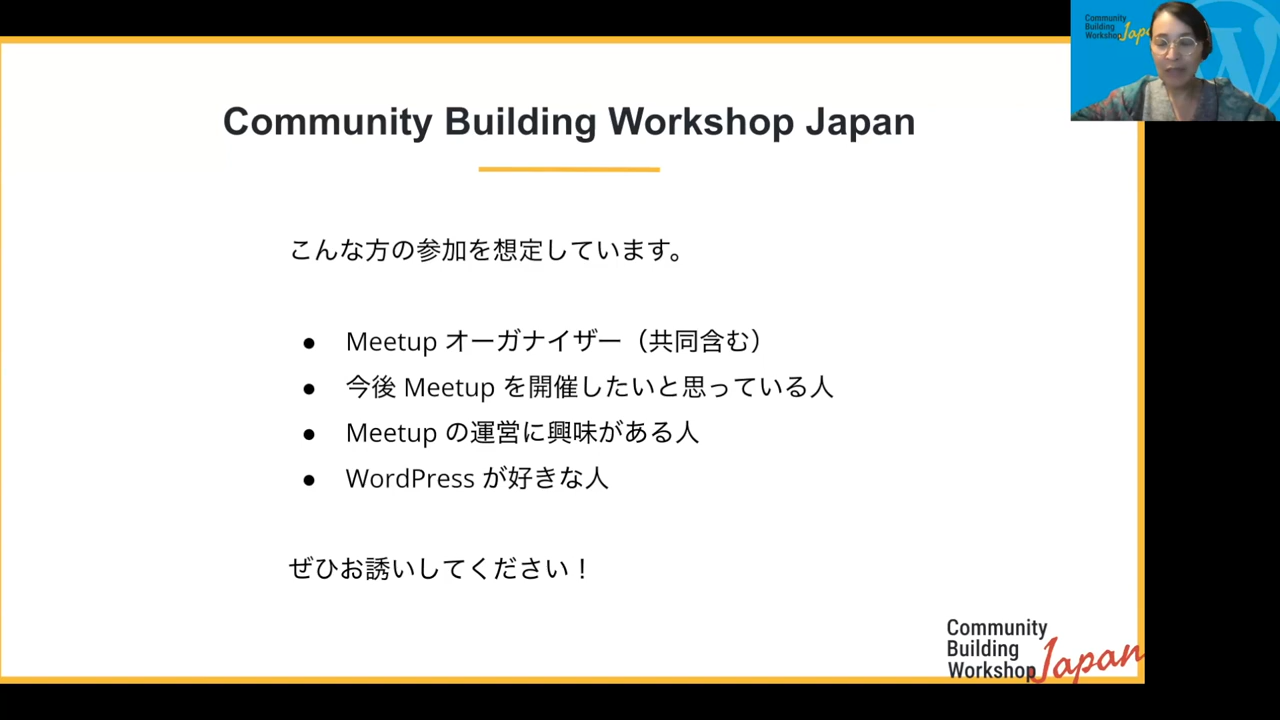 Community
Building
Workshop Japan
Community Building Workshop Japan
こんな方の参加を想定しています。
● Meetup オーガナイザー（共同含む）
● 今後 Meetup を開催したいと思っている人
● Meetup の運営に興味がある人
● WordPress が好きな人
ぜひお誘いしてください！
Community
Building
Workshop Japan